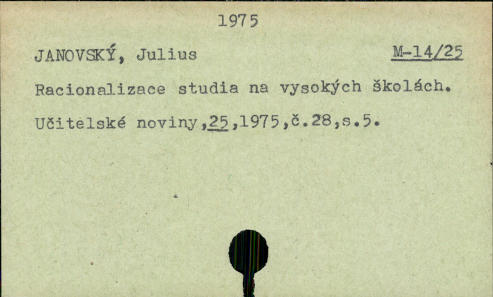 1975
JANOVSKÝ, Julius M-14/25
Racionalizace studia na vysokých školách.
Učitelské noviny,25,1975,č.28,s.5.